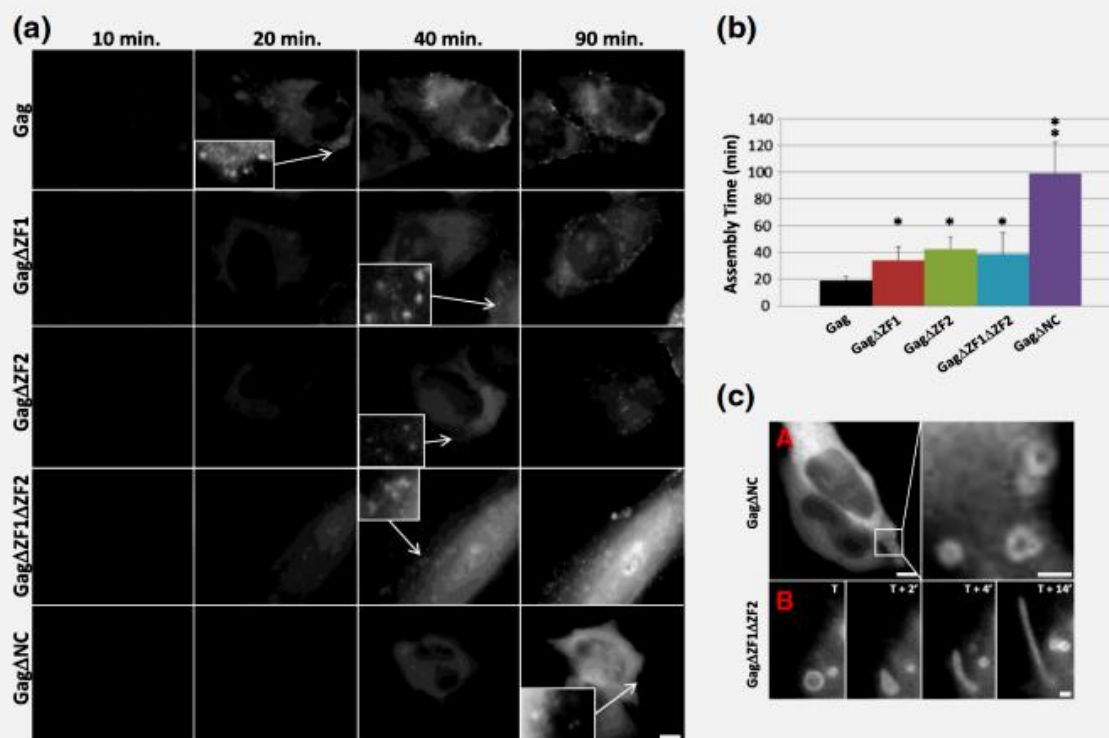 (a)
10 min. 20 min. 40 min. 90 min.
Gag
GagΔZF1
GagΔZF2
GagΔZF1ΔZF2
GagΔNC
(b)
Assembly Time (min)
140
120
100
80
60
40
20
0
* * * **
Gag GagΔZF1 GagΔZF2 GagΔZF1ΔZF2 GagΔNC
(c)
A
GagΔNC
B
GagΔZF1ΔZF2
T T + 2' T + 4' T + 14'